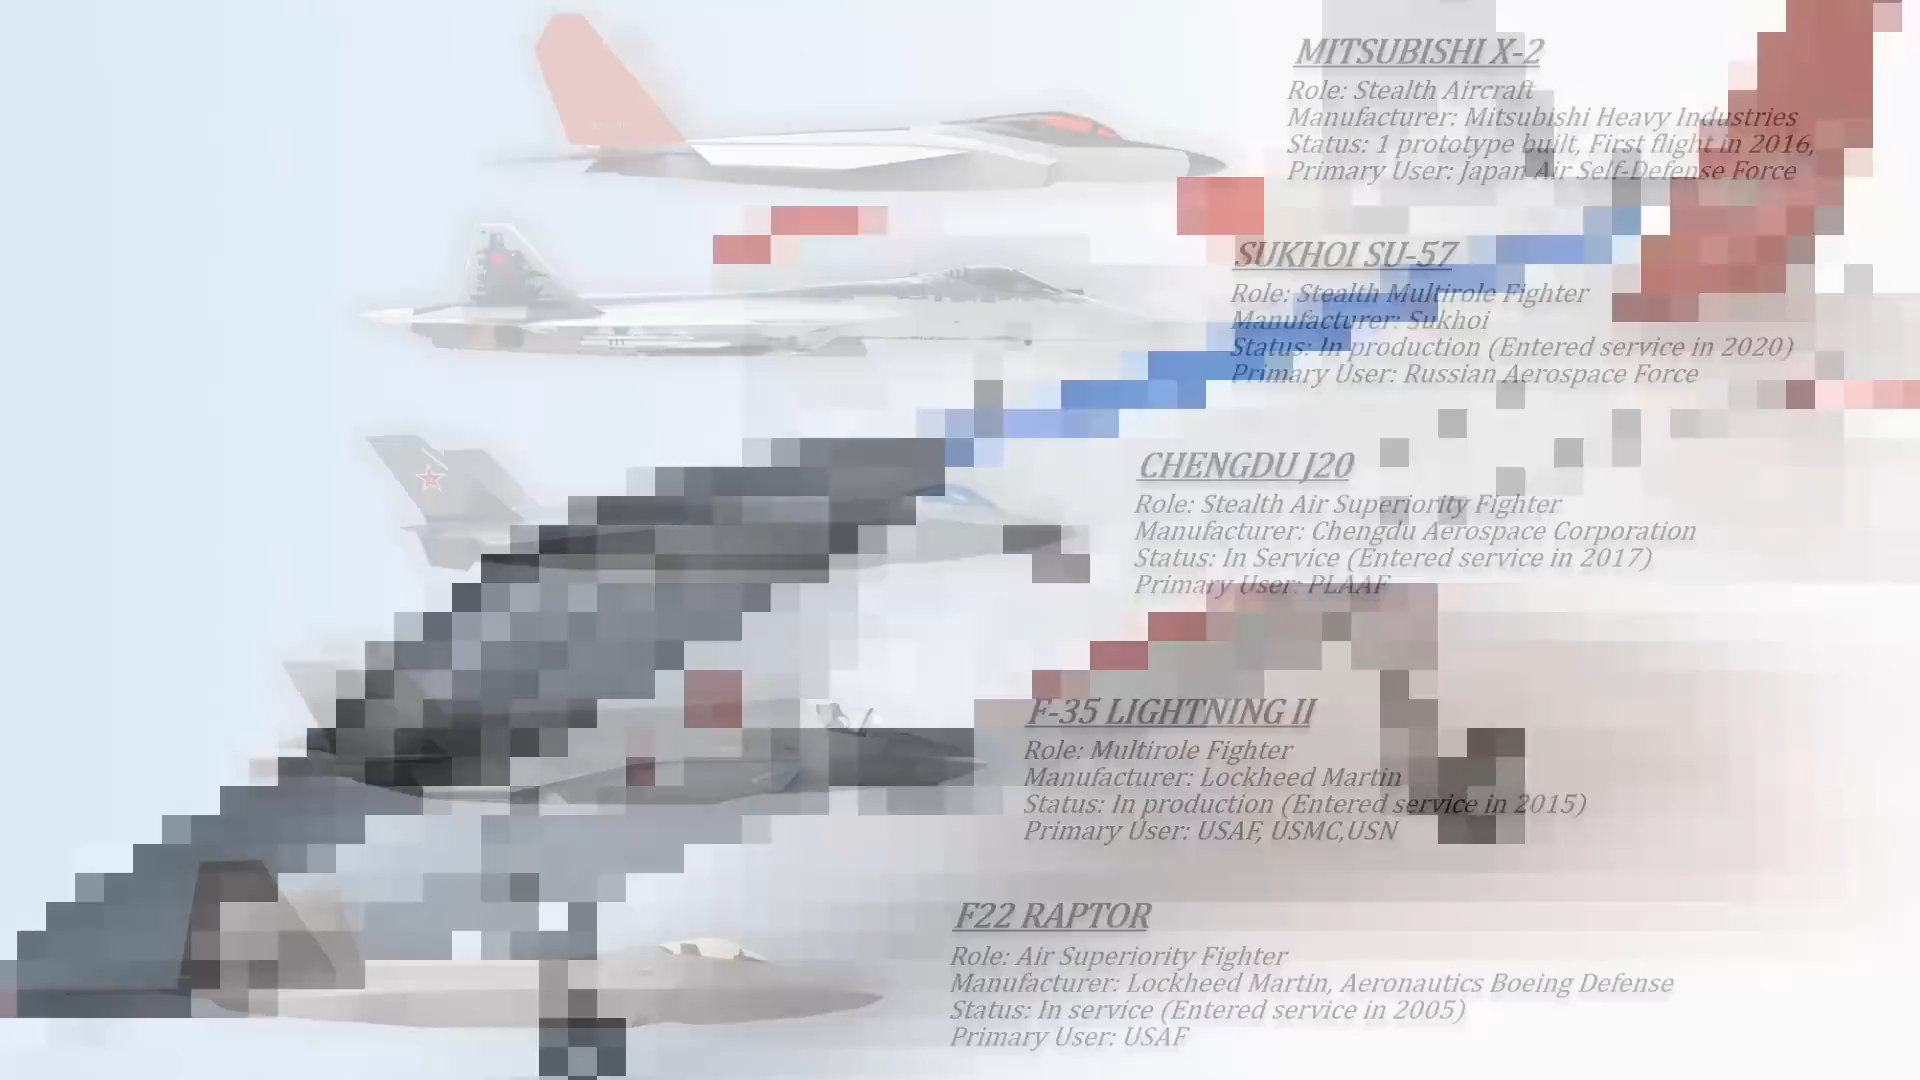 MITSUBISHI X-2
Role: Stealth Aircraft
Manufacturer: Mitsubishi Heavy Industries
Status: 1 prototype built, First flight in 2016,
Primary User: Japan Air Self-Defense Force
SUKHOI SU-57
Role: Stealth Multirole Fighter
Manufacturer: Sukhoi
Status: In production (Entered service in 2020)
Primary User: Russian Aerospace Force
CHENGDU J20
Role: Stealth Air Superiority Fighter
Manufacturer: Chengdu Aerospace Corporation
Status: In Service (Entered service in 2017)
Primary User: PLAAF
F-35 LIGHTNING II
Role: Multirole Fighter
Manufacturer: Lockheed Martin
Status: In production (Entered service in 2015)
Primary User: USAF, USMC,USN
F22 RAPTOR
Role: Air Superiority Fighter
Manufacturer: Lockheed Martin, Aeronautics Boeing Defense
Status: In service (Entered service in 2005)
Primary User: USAF